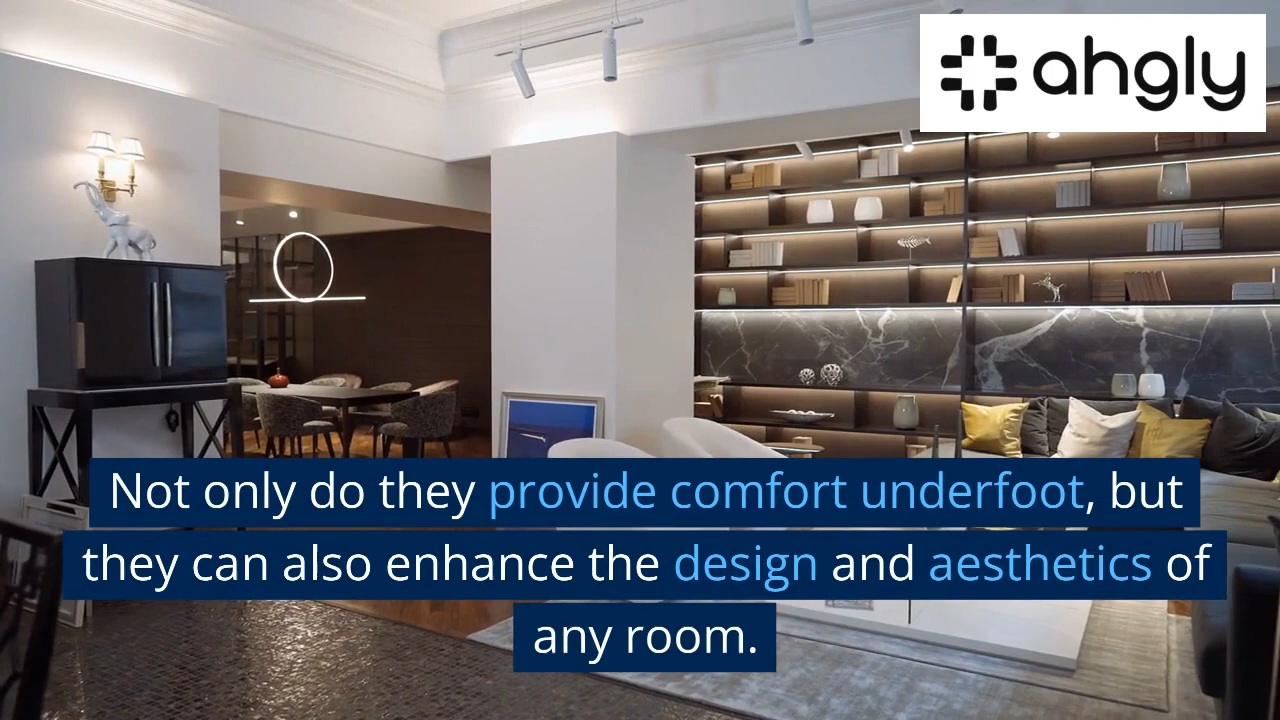 ahgly
Not only do they provide comfort underfoot, but
they can also enhance the design and aesthetics of
any room.